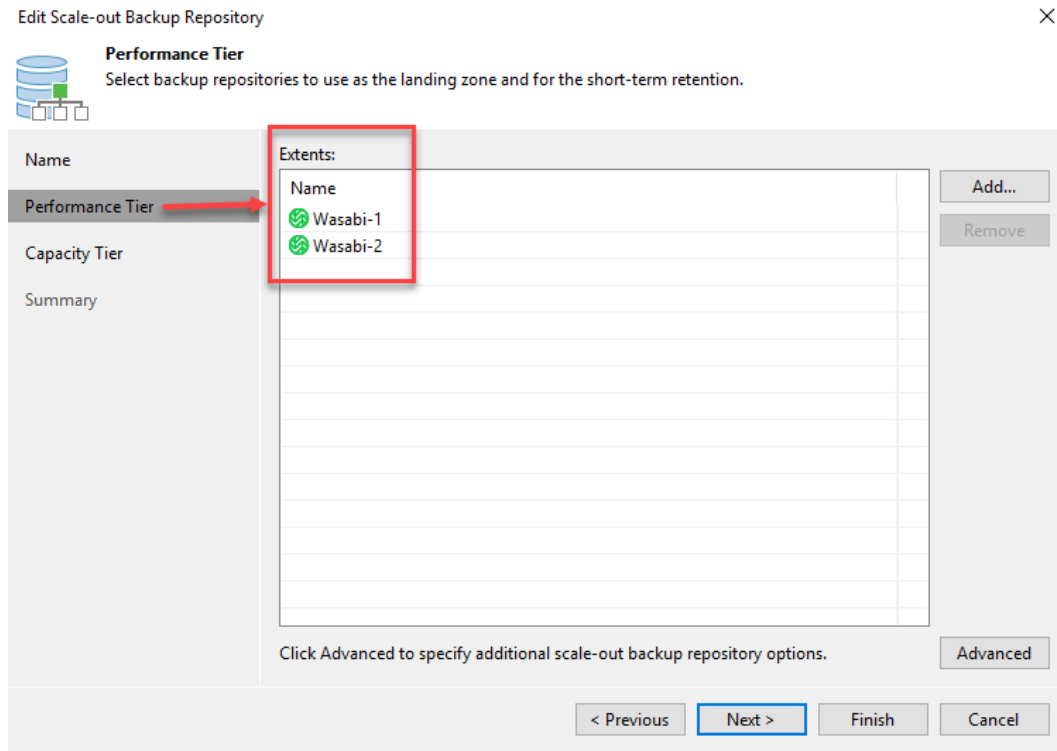 Edit Scale-out Backup Repository
Performance Tier
Select backup repositories to use as the landing zone and for the short-term retention.
Name
Performance Tier
Capacity Tier
Summary
Extents:
Name
Wasabi-1
Wasabi-2
Add...
Remove
Click Advanced to specify additional scale-out backup repository options.
Advanced
< Previous
Next >
Finish
Cancel